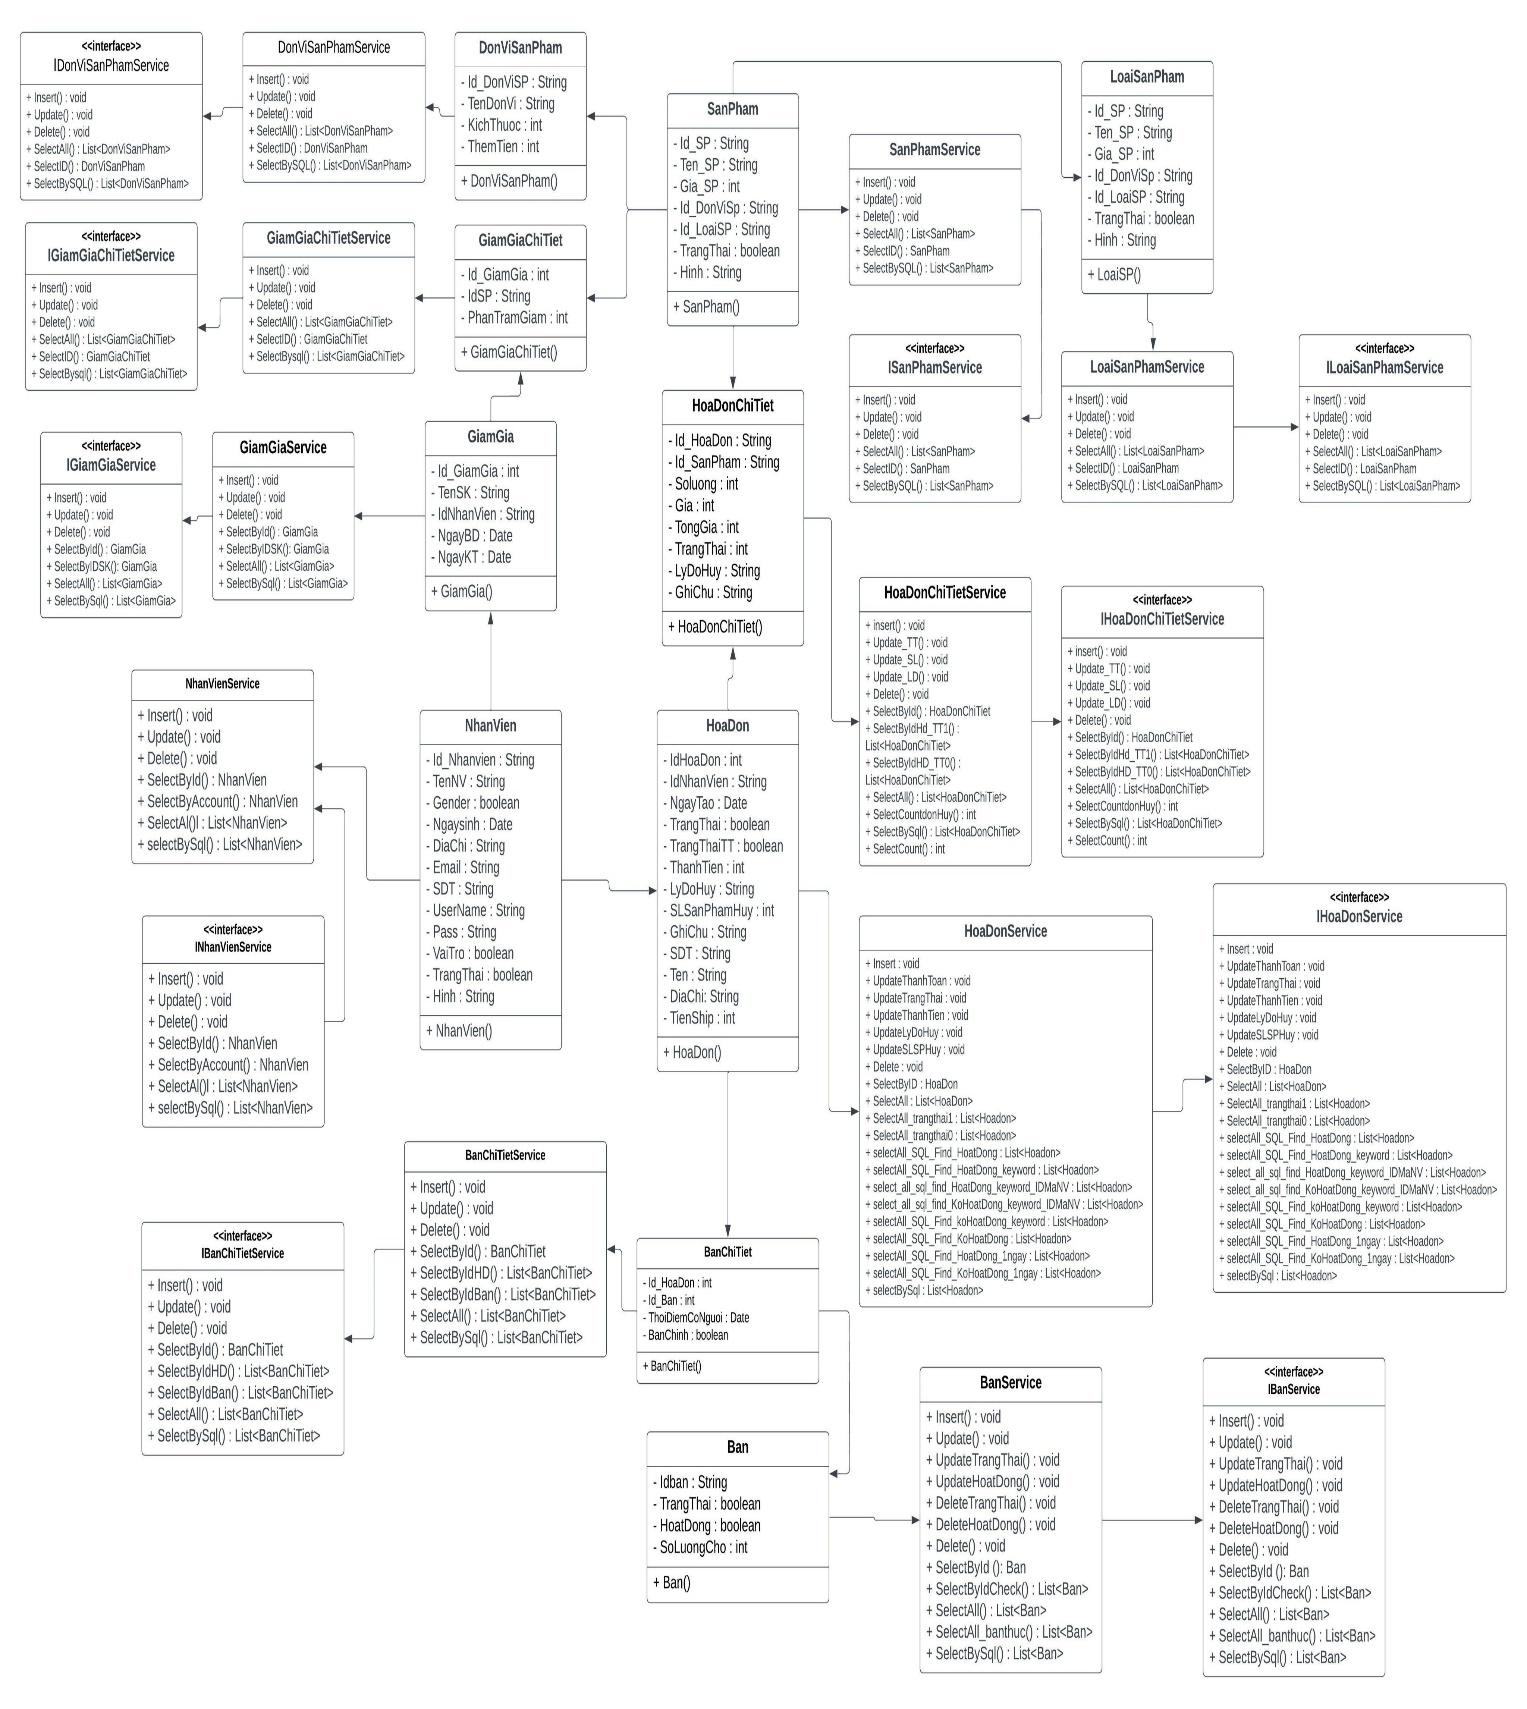 <<interface>>
IDonViSanPhamService
+ Insert() : void
+ Update() : void
+ Delete() : void
+ SelectAll() : List<DonViSanPham>
+ SelectID() : DonViSanPham
+ SelectBySQL() : List<DonViSanPham>
DonViSanPhamService
+ Insert() : void
+ Update() : void
+ Delete() : void
+ SelectAll() : List<DonViSanPham>
+ SelectID() : DonViSanPham
+ SelectBySQL() : List<DonViSanPham>
DonViSanPham
- Id_DonViSP : String
- TenDonVi : String
- KichThuoc : int
- ThemTien : int
+ DonViSanPham()
SanPham
- Id_SP : String
- Ten_SP : String
- Gia_SP : int
- Id_DonViSp : String
- Id_LoaiSP : String
- TrangThai : boolean
- Hinh : String
+ SanPham()
SanPhamService
+ Insert() : void
+ Update() : void
+ Delete() : void
+ SelectAll() : List<SanPham>
+ SelectID() : SanPham
+ SelectBySQL() : List<SanPham>
LoaiSanPham
- Id_SP : String
- Ten_SP : String
- Gia_SP : int
- Id_DonViSp : String
- Id_LoaiSP : String
- TrangThai : boolean
- Hinh : String
+ LoaiSP()
<<interface>>
IGiamGiaChiTietService
+ Insert() : void
+ Update() : void
+ Delete() : void
+ SelectAll() : List<GiamGiaChiTiet>
+ SelectID() : GiamGiaChiTiet
+ SelectBysql() : List<GiamGiaChiTiet>
GiamGiaChiTietService
+ Insert() : void
+ Update() : void
+ Delete() : void
+ SelectAll() : List<GiamGiaChiTiet>
+ SelectID() : GiamGiaChiTiet
+ SelectBysql() : List<GiamGiaChiTiet>
GiamGiaChiTiet
- Id_GiamGia : int
- IdSP : String
- PhanTramGiam : int
+ GiamGiaChiTiet()
<<interface>>
ISanPhamService
+ Insert() : void
+ Update() : void
+ Delete() : void
+ SelectAll() : List<SanPham>
+ SelectID() : SanPham
+ SelectBySQL() : List<SanPham>
LoaiSanPhamService
+ Insert() : void
+ Update() : void
+ Delete() : void
+ SelectAll() : List<LoaiSanPham>
+ SelectID() : LoaiSanPham
+ SelectBySQL() : List<LoaiSanPham>
<<interface>>
ILoaiSanPhamService
+ Insert() : void
+ Update() : void
+ Delete() : void
+ SelectAll() : List<LoaiSanPham>
+ SelectID() : LoaiSanPham
+ SelectBySQL() : List<LoaiSanPham>
<<interface>>
IGiamGiaService
+ Insert() : void
+ Update() : void
+ Delete() : void
+ SelectById() : GiamGia
+ SelectByIDSK(): GiamGia
+ SelectAll() : List<GiamGia>
+ SelectBySql() : List<GiamGia>
GiamGiaService
+ Insert() : void
+ Update() : void
+ Delete() : void
+ SelectById() : GiamGia
+ SelectByIDSK(): GiamGia
+ SelectAll() : List<GiamGia>
+ SelectBySql() : List<GiamGia>
GiamGia
- Id_GiamGia : int
- TenSK : String
- IdNhanVien : String
- NgayBD : Date
- NgayKT : Date
+ GiamGia()
HoaDonChiTiet
- Id_HoaDon : String
- Id_SanPham : String
- Soluong : int
- Gia : int
- TongGia : int
- TrangThai : int
- LyDoHuy : String
- GhiChu : String
+ HoaDonChiTiet()
HoaDonChiTietService
+ insert() : void
+ Update_TT() : void
+ Update_SL() : void
+ Update_LD() : void
+ Delete() : void
+ SelectById() : HoaDonChiTiet
+ SelectByIdHd_TT1() :
List<HoaDonChiTiet>
+ SelectByIdHD_TT0() :
List<HoaDonChiTiet>
+ SelectAll() : List<HoaDonChiTiet>
+ SelectCountdonHuy() : int
+ SelectBySql() : List<HoaDonChiTiet>
+ SelectCount() : int
<<interface>>
IHoaDonChiTietService
+ insert() : void
+ Update_TT() : void
+ Update_SL() : void
+ Update_LD() : void
+ Delete() : void
+ SelectById() : HoaDonChiTiet
+ SelectByIdHd_TT1() : List<HoaDonChiTiet>
+ SelectByIdHD_TT0() : List<HoaDonChiTiet>
+ SelectAll() : List<HoaDonChiTiet>
+ SelectCountdonHuy() : int
+ SelectBySql() : List<HoaDonChiTiet>
+ SelectCount() : int
NhanVienService
+ Insert() : void
+ Update() : void
+ Delete() : void
+ SelectById() : NhanVien
+ SelectByAccount() : NhanVien
+ SelectAl()l : List<NhanVien>
+ selectBySql() : List<NhanVien>
NhanVien
- Id_Nhanvien : String
- TenNV : String
- Gender : boolean
- Ngaysinh : Date
- DiaChi : String
- Email : String
- SDT : String
- UserName : String
- Pass : String
- VaiTro : boolean
- TrangThai : boolean
- Hinh : String
+ NhanVien()
HoaDon
- IdHoaDon : int
- IdNhanVien : String
- NgayTao : Date
- TrangThai : boolean
- TrangThaiTT : boolean
- ThanhTien : int
- LyDoHuy : String
- SLSanPhamHuy : int
- GhiChu : String
- SDT : String
- Ten : String
- DiaChi: String
- TienShip : int
+ HoaDon()
<<interface>>
INhanVienService
+ Insert() : void
+ Update() : void
+ Delete() : void
+ SelectById() : NhanVien
+ SelectByAccount() : NhanVien
+ SelectAl()l : List<NhanVien>
+ selectBySql() : List<NhanVien>
HoaDonService
+ Insert : void
+ UpdateThanhToan : void
+ UpdateTrangThai : void
+ UpdateThanhTien : void
+ UpdateLyDoHuy : void
+ UpdateSLSPHuy : void
+ Delete : void
+ SelectByID : HoaDon
+ SelectAll : List<HoaDon>
+ SelectAll_trangthai1 : List<Hoadon>
+ SelectAll_trangthai0 : List<Hoadon>
+ selectAll_SQL_Find_HoatDong : List<Hoadon>
+ selectAll_SQL_Find_HoatDong_keyword : List<Hoadon>
+ select_all_sql_find_HoatDong_keyword_IDMaNV : List<Hoadon>
+ select_all_sql_find_KoHoatDong_keyword_IDMaNV : List<Hoadon>
+ selectAll_SQL_Find_koHoatDong_keyword : List<Hoadon>
+ selectAll_SQL_Find_KoHoatDong : List<Hoadon>
+ selectAll_SQL_Find_HoatDong_1ngay : List<Hoadon>
+ selectAll_SQL_Find_KoHoatDong_1ngay : List<Hoadon>
+ selectBySql : List<Hoadon>
<<interface>>
IHoaDonService
+ Insert : void
+ UpdateThanhToan : void
+ UpdateTrangThai : void
+ UpdateThanhTien : void
+ UpdateLyDoHuy : void
+ UpdateSLSPHuy : void
+ Delete : void
+ SelectByID : HoaDon
+ SelectAll : List<HoaDon>
+ SelectAll_trangthai1 : List<Hoadon>
+ SelectAll_trangthai0 : List<Hoadon>
+ selectAll_SQL_Find_HoatDong : List<Hoadon>
+ selectAll_SQL_Find_HoatDong_keyword : List<Hoadon>
+ select_all_sql_find_HoatDong_keyword_IDMaNV : List<Hoadon>
+ select_all_sql_find_KoHoatDong_keyword_IDMaNV : List<Hoadon>
+ selectAll_SQL_Find_koHoatDong_keyword : List<Hoadon>
+ selectAll_SQL_Find_KoHoatDong : List<Hoadon>
+ selectAll_SQL_Find_HoatDong_1ngay : List<Hoadon>
+ selectAll_SQL_Find_KoHoatDong_1ngay : List<Hoadon>
+ selectBySql : List<Hoadon>
<<interface>>
IBanChiTietService
+ Insert() : void
+ Update() : void
+ Delete() : void
+ SelectById() : BanChiTiet
+ SelectByIdHD() : List<BanChiTiet>
+ SelectByIdBan() : List<BanChiTiet>
+ SelectAll() : List<BanChiTiet>
+ SelectBySql() : List<BanChiTiet>
BanChiTietService
+ Insert() : void
+ Update() : void
+ Delete() : void
+ SelectById() : BanChiTiet
+ SelectByIdHD() : List<BanChiTiet>
+ SelectByIdBan() : List<BanChiTiet>
+ SelectAll() : List<BanChiTiet>
+ SelectBySql() : List<BanChiTiet>
BanChiTiet
- Id_HoaDon : int
- Id_Ban : int
- ThoiDiemCoNguoi : Date
- BanChinh : boolean
+ BanChiTiet()
Ban
- Idban : String
- TrangThai : boolean
- HoatDong : boolean
- SoLuongCho : int
+ Ban()
BanService
+ Insert() : void
+ Update() : void
+ UpdateTrangThai() : void
+ UpdateHoatDong() : void
+ DeleteTrangThai() : void
+ DeleteHoatDong() : void
+ Delete() : void
+ SelectById (): Ban
+ SelectByIdCheck() : List<Ban>
+ SelectAll() : List<Ban>
+ SelectAll_banthuc() : List<Ban>
+ SelectBySql() : List<Ban>
<<interface>>
IBanService
+ Insert() : void
+ Update() : void
+ UpdateTrangThai() : void
+ UpdateHoatDong() : void
+ DeleteTrangThai() : void
+ DeleteHoatDong() : void
+ Delete() : void
+ SelectById (): Ban
+ SelectByIdCheck() : List<Ban>
+ SelectAll() : List<Ban>
+ SelectAll_banthuc() : List<Ban>
+ SelectBySql() : List<Ban>